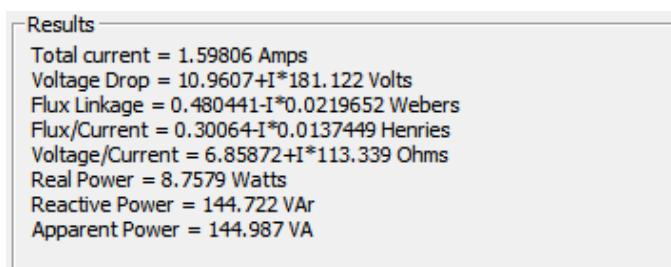 Results
Total current = 1.59806 Amps
Voltage Drop = 10.9607+I*181.122 Volts
Flux Linkage = 0.480441-I*0.0219652 Webers
Flux/Current = 0.30064-I*0.0137449 Henries
Voltage/Current = 6.85872+I*113.339 Ohms
Real Power = 8.7579 Watts
Reactive Power = 144.722 VAr
Apparent Power = 144.987 VA